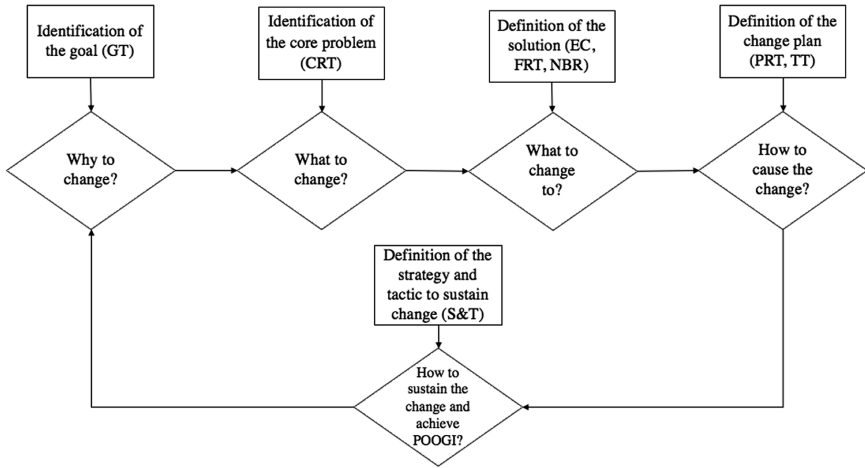 Identification of
the goal (GT)
Identification of
the core problem
(CRT)
Definition of the
solution (EC,
FRT, NBR)
Definition of the
change plan
(PRT, TT)
Why to
change?
What to
change?
What to
change
to?
How to
cause the
change?
Definition of the
strategy and
tactic to sustain
change (S&T)
How to
sustain the
change and
achieve
POOGI?